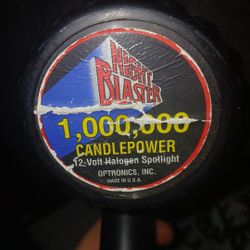 NIGHT
BLASTER
1,000,000
CANDLEPOWER
12-Volt Halogen Spotlight
OPTRONICS, INC.
MADE IN U.S.A.